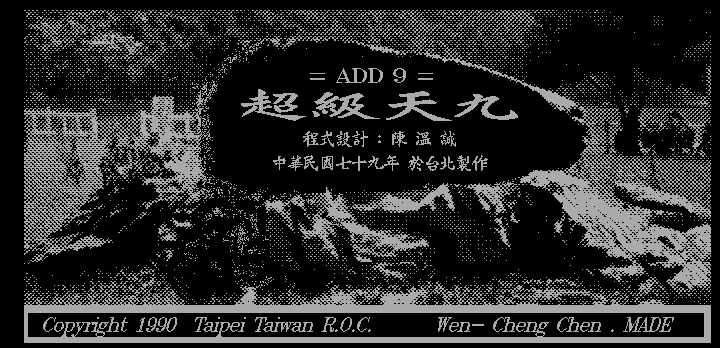 = ADD 9 =
超級天九
程式設計：陳溫誠
中華民國七十九年 於台北製作
Copyright 1990 Taipei Taiwan R.O.C. Wen- Cheng Chen . MADE